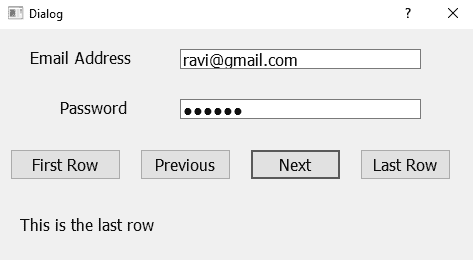 Dialog ?
Email Address ravi@gmail.com
Password ●●●●●●
First Row Previous Next Last Row
This is the last row